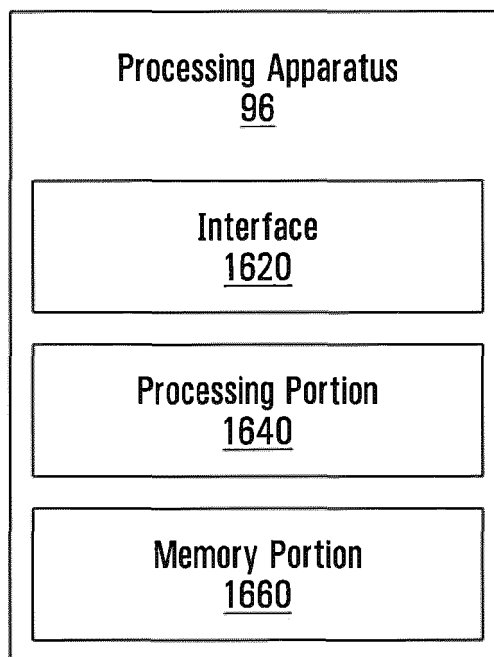 Processing Apparatus
96
Interface
1620
Processing Portion
1640
Memory Portion
1660